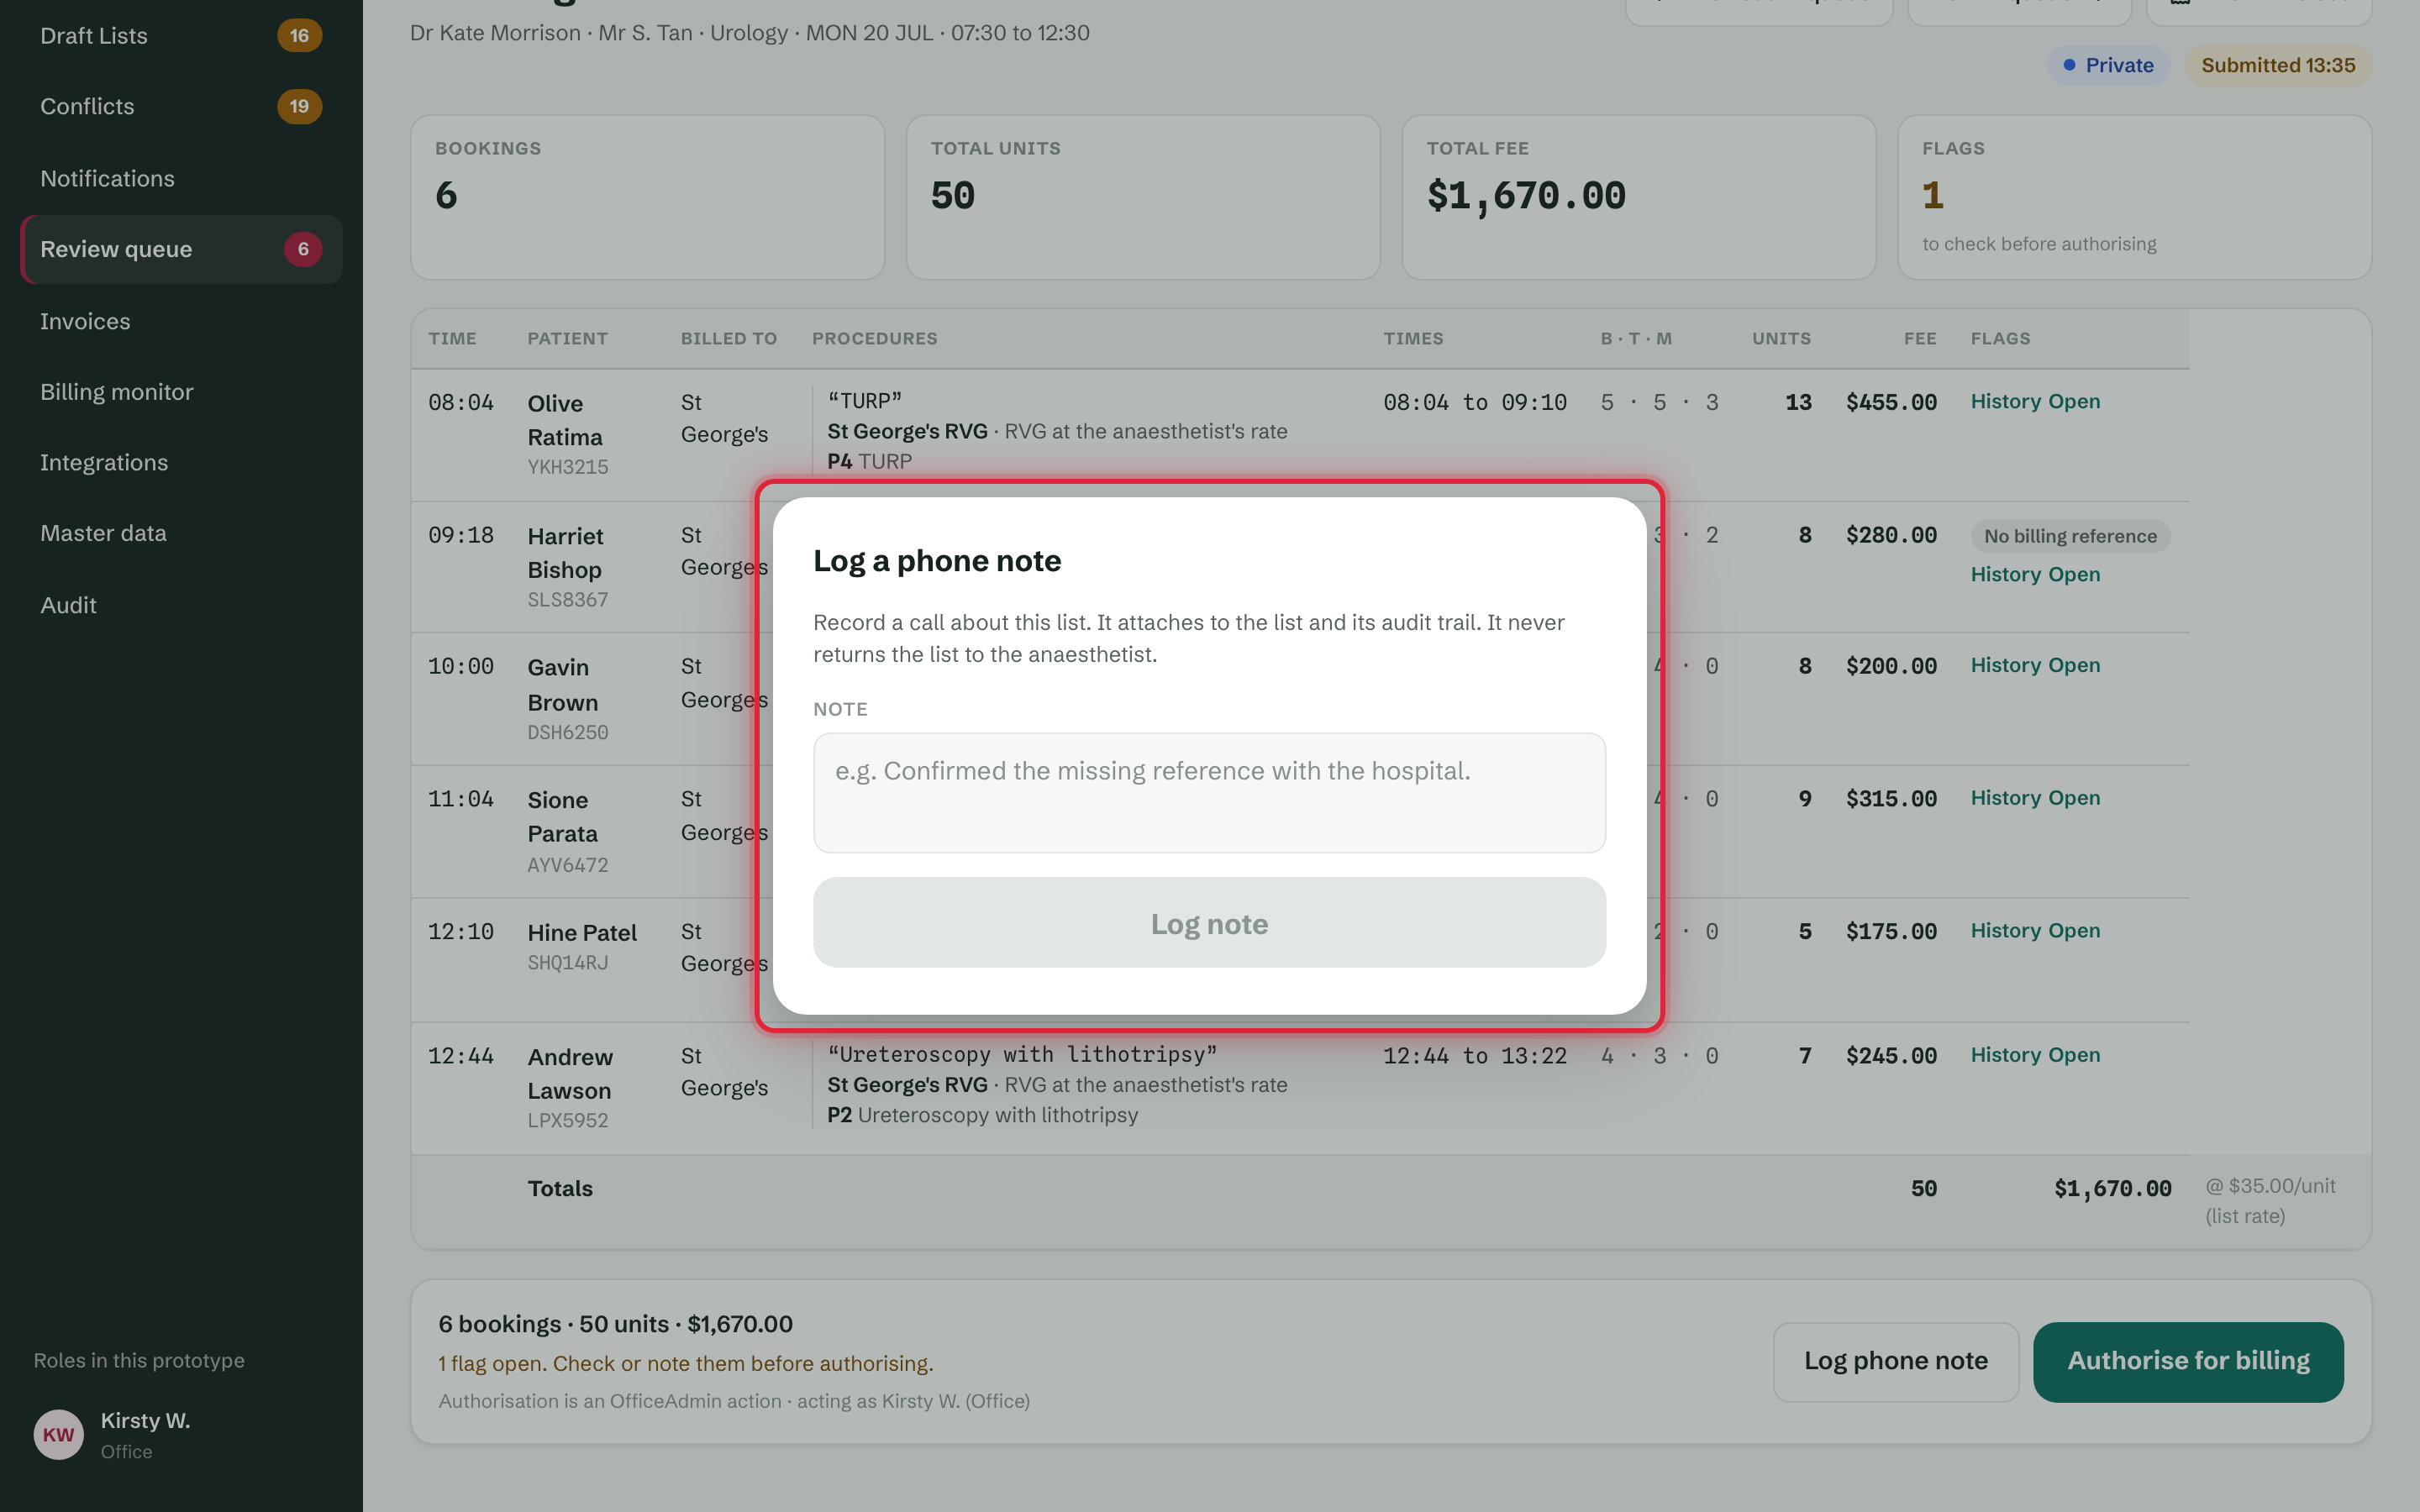 Draft Lists 16
Conflicts 19
Notifications
Review queue 6
Invoices
Billing monitor
Integrations
Master data
Audit
Roles in this prototype
KW
Kirsty W.
Office
Dr Kate Morrison · Mr S. Tan · Urology · MON 20 JUL · 07:30 to 12:30
Private
Submitted 13:35
BOOKINGS
6
TOTAL UNITS
50
TOTAL FEE
$1,670.00
FLAGS
1
to check before authorising
TIME PATIENT BILLED TO PROCEDURES TIMES B · T · M UNITS FEE FLAGS
08:04
Olive
Ratima
YKH3215
St
George's
“TURP”
St George's RVG · RVG at the anaesthetist's rate
P4 TURP
08:04 to 09:10
5 · 5 · 3
13
$455.00
History Open
09:18
Harriet
Bishop
SLS8367
St
George's
3 · 2
8
$280.00
No billing reference
History Open
10:00
Gavin
Brown
DSH6250
St
George's
4 · 0
8
$200.00
History Open
11:04
Sione
Parata
AYV6472
St
George's
4 · 0
9
$315.00
History Open
12:10
Hine Patel
SHQ14RJ
St
George's
2 · 0
5
$175.00
History Open
12:44
Andrew
Lawson
LPX5952
St
George's
“Ureteroscopy with lithotripsy”
St George's RVG · RVG at the anaesthetist's rate
P2 Ureteroscopy with lithotripsy
12:44 to 13:22
4 · 3 · 0
7
$245.00
History Open
Totals
50
$1,670.00
@ $35.00/unit
(list rate)
Log a phone note
Record a call about this list. It attaches to the list and its audit trail. It never
returns the list to the anaesthetist.
NOTE
e.g. Confirmed the missing reference with the hospital.
Log note
6 bookings · 50 units · $1,670.00
1 flag open. Check or note them before authorising.
Authorisation is an OfficeAdmin action · acting as Kirsty W. (Office)
Log phone note
Authorise for billing